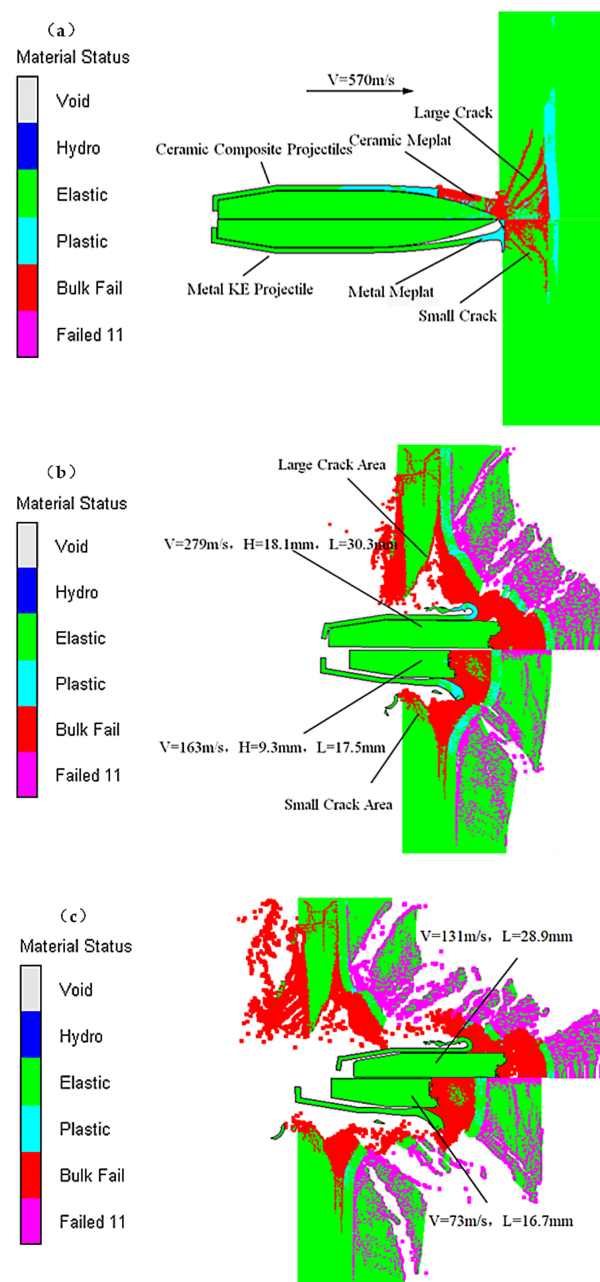 （a）
Material Status
Void
Hydro
Elastic
Plastic
Bulk Fail
Failed 11
V=570m/s
Large Crack
Ceramic Meplat
Ceramic Composite Projectiles
Metal KE Projectile
Metal Meplat
Small Crack
（b）
Material Status
Void
Hydro
Elastic
Plastic
Bulk Fail
Failed 11
Large Crack Area
V=279m/s，H=18.1mm，L=30.3mm
V=163m/s，H=9.3mm，L=17.5mm
Small Crack Area
（c）
Material Status
Void
Hydro
Elastic
Plastic
Bulk Fail
Failed 11
V=131m/s，L=28.9mm
V=73m/s，L=16.7mm